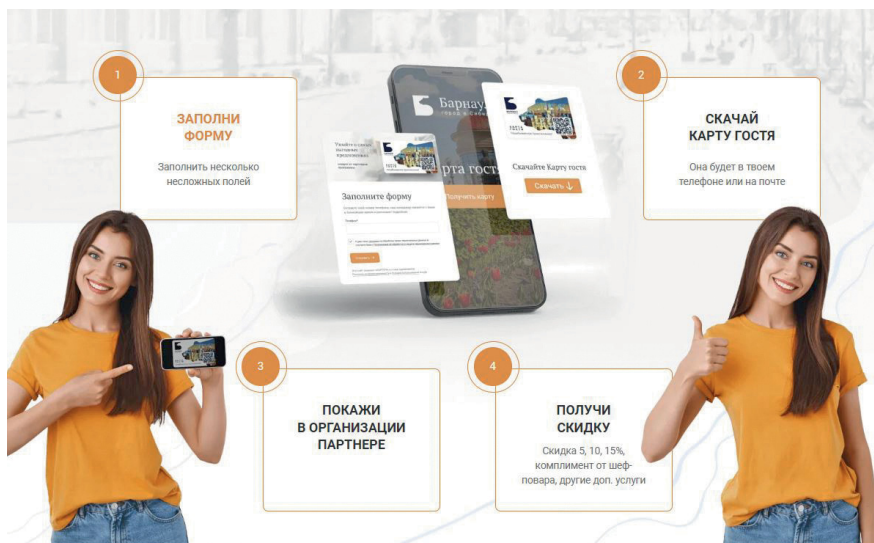 1
ЗАПОЛНИ
ФОРМУ
Заполнить несколько
несложных полей
2
СКАЧАЙ
КАРТУ ГОСТЯ
Она будет в твоем
телефоне или на почте
Барнаул
рта гостя
Получить карту
Заполните форму
Скачайте Карту гостя
Скачать
3
ПОКАЖИ
В ОРГАНИЗАЦИИ
ПАРТНЕРЕ
4
ПОЛУЧИ
СКИДКУ
Скидка 5, 10, 15%,
комплимент от шеф-
повара, другие доп. услуги